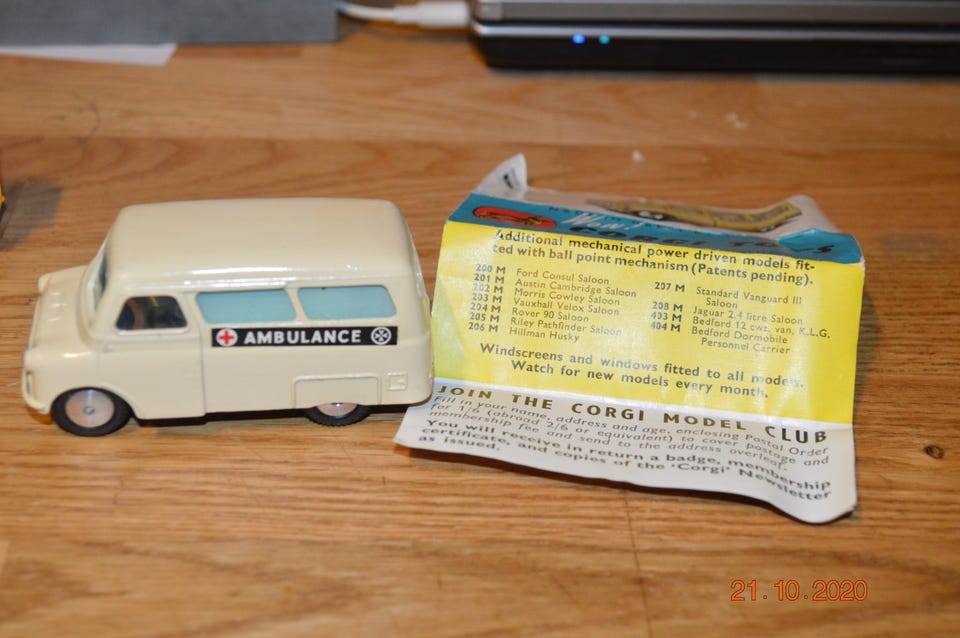 AMBULANCE
New!
CORGI TOYS
Additional mechanical power driven models fit-
ted with ball point mechanism (Patents pending).
200 M Ford Consul Saloon
201 M Austin Cambridge Saloon
202 M Morris Cowley Saloon
203 M Vauxhall Velox Saloon
204 M Rover 90 Saloon
205 M Riley Pathfinder Saloon
206 M Hillman Husky
207 M Standard Vanguard III
Saloon
208 M Jaguar 2.4 litre Saloon
403 M Bedford 12 cwt. van, K.L.G.
404 M Bedford Dormobile
Personnel Carrier
Windscreens and windows fitted to all models.
Watch for new models every month.
JOIN THE CORGI MODEL CLUB
Fill in your name, address and age, enclosing Postal Order
for 1/6 (abroad 2/6 or equivalent) to cover postage and
membership fee and send to the address overleaf.
You will receive in return a badge, membership
certificate, and copies of the 'Corgi' Newsletter
as issued.
21.10.2020